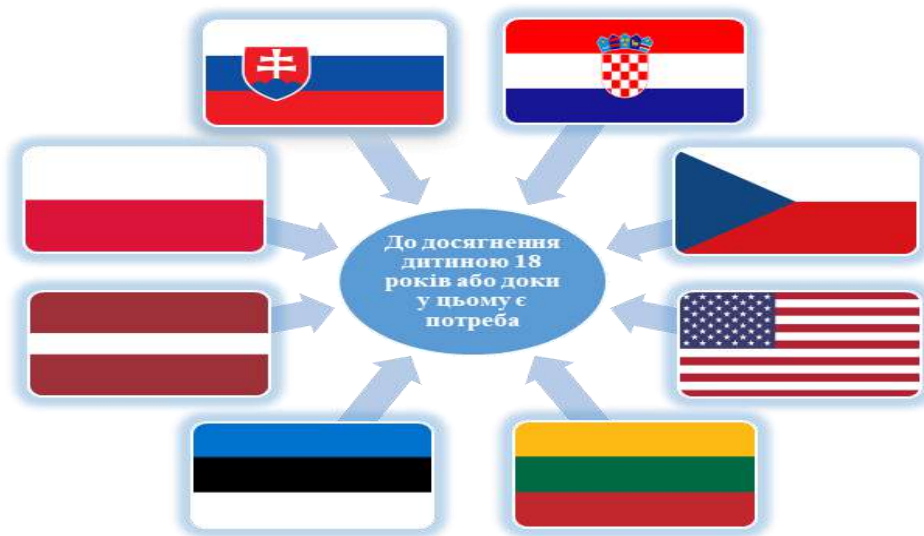 До досягнення
дитиною 18
років або доки
у цьому є
потреба